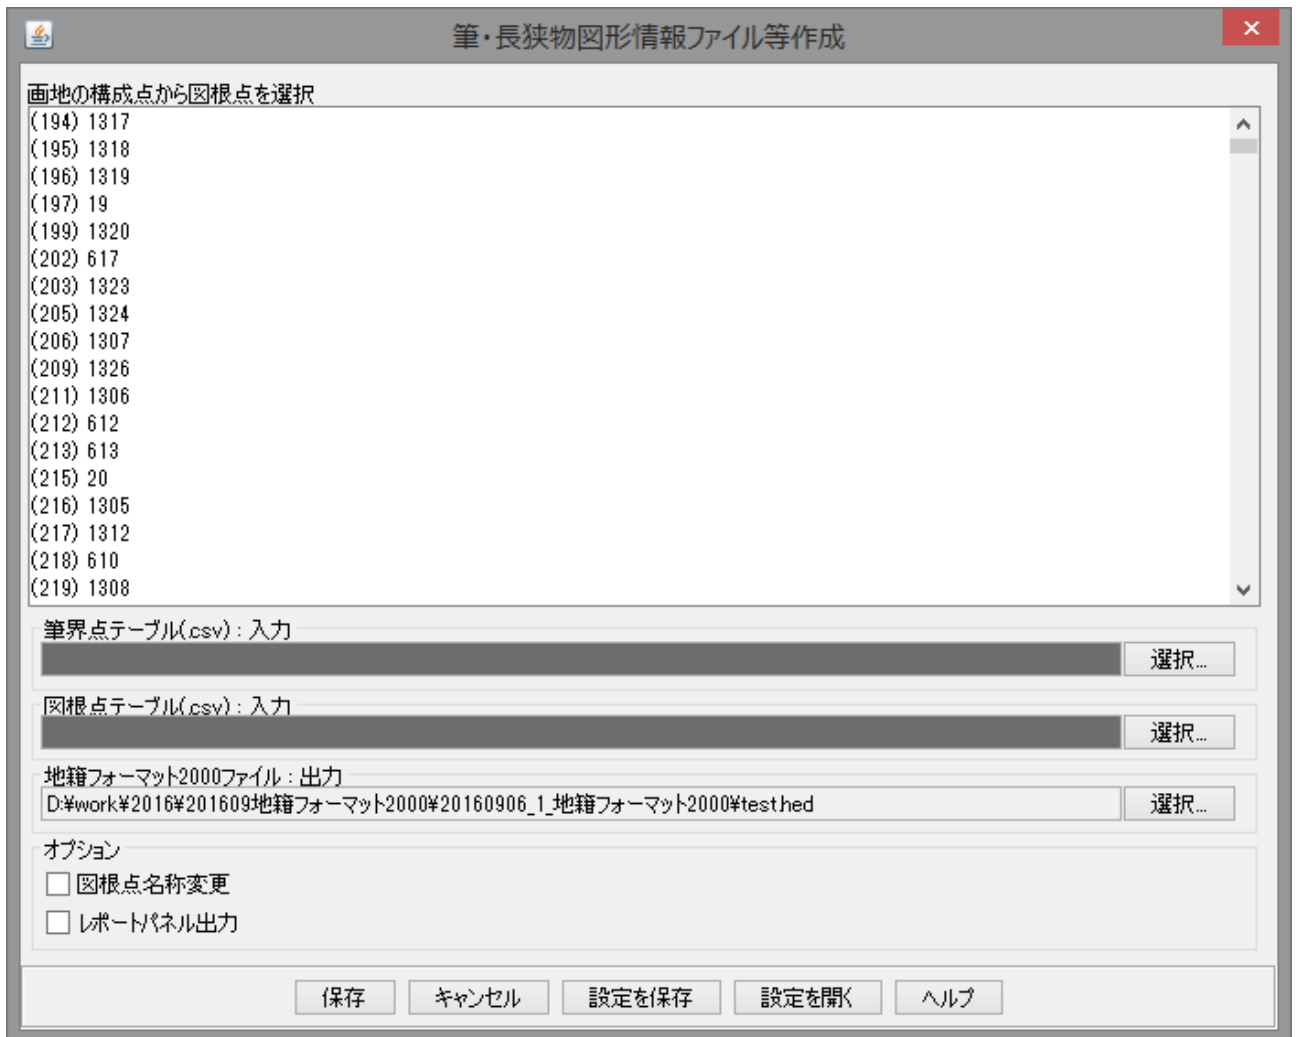 筆・長狭物図形情報ファイル等作成
画地の構成点から図根点を選択
(194) 1317
(195) 1318
(196) 1319
(197) 19
(199) 1320
(202) 617
(203) 1323
(205) 1324
(206) 1307
(209) 1326
(211) 1306
(212) 612
(213) 613
(215) 20
(216) 1305
(217) 1312
(218) 610
(219) 1308
筆界点テーブル(.csv) : 入力
選択...
図根点テーブル(.csv) : 入力
選択...
地籍フォーマット2000ファイル : 出力
D:¥work¥2016¥201609地籍フォーマット2000¥20160906_1_地籍フォーマット2000¥test.hed
選択...
オプション
図根点名称変更
レポートパネル出力
保存 キャンセル 設定を保存 設定を開く ヘルプ